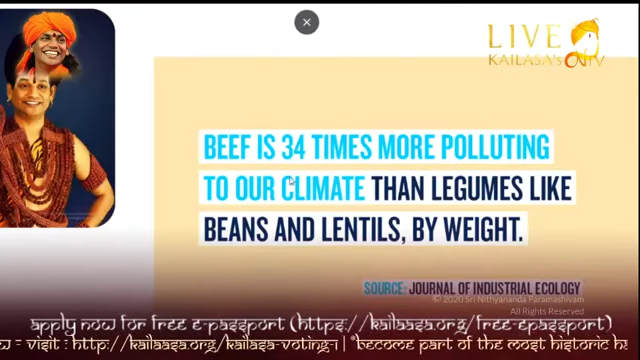 LIVE
KAILASA's TV
BEEF IS 34 TIMES MORE POLLUTING
TO OUR CLIMATE THAN LEGUMES LIKE
BEANS AND LENTILS, BY WEIGHT.
SOURCE: JOURNAL OF INDUSTRIAL ECOLOGY
© 2020 Sri Nithyananda Paramashivam
All Rights Reserved
apply now for free e-passport (https://kailaasa.org/free-epassport)
w = visit : http://kailaasa.org/kailasa-voting-1 | "become part of the most historic ha